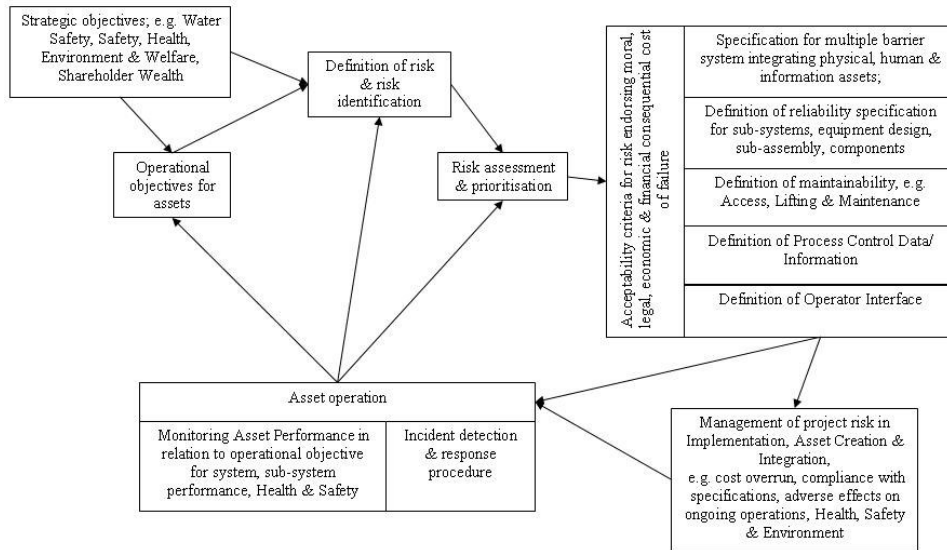 Strategic objectives; e.g. Water
Safety, Safety, Health,
Environment & Welfare,
Shareholder Wealth
Definition of risk
& risk
identification
Operational
objectives for
assets
Risk assessment
& prioritisation
Acceptability criteria for risk endorsing moral,
legal, economic & financial consequential cost
of failure
Specification for multiple barrier
system integrating physical, human &
information assets;
Definition of reliability specification
for sub-systems, equipment design,
sub-assembly, components
Definition of maintainability, e.g.
Access, Lifting & Maintenance
Definition of Process Control Data/
Information
Definition of Operator Interface
Asset operation
Monitoring Asset Performance in
relation to operational objective
for system, sub-system
performance, Health & Safety
Incident detection
& response
procedure
Management of project risk in
Implementation, Asset Creation &
Integration,
e.g. cost overrun, compliance with
specifications, adverse effects on
ongoing operations, Health, Safety
& Environment